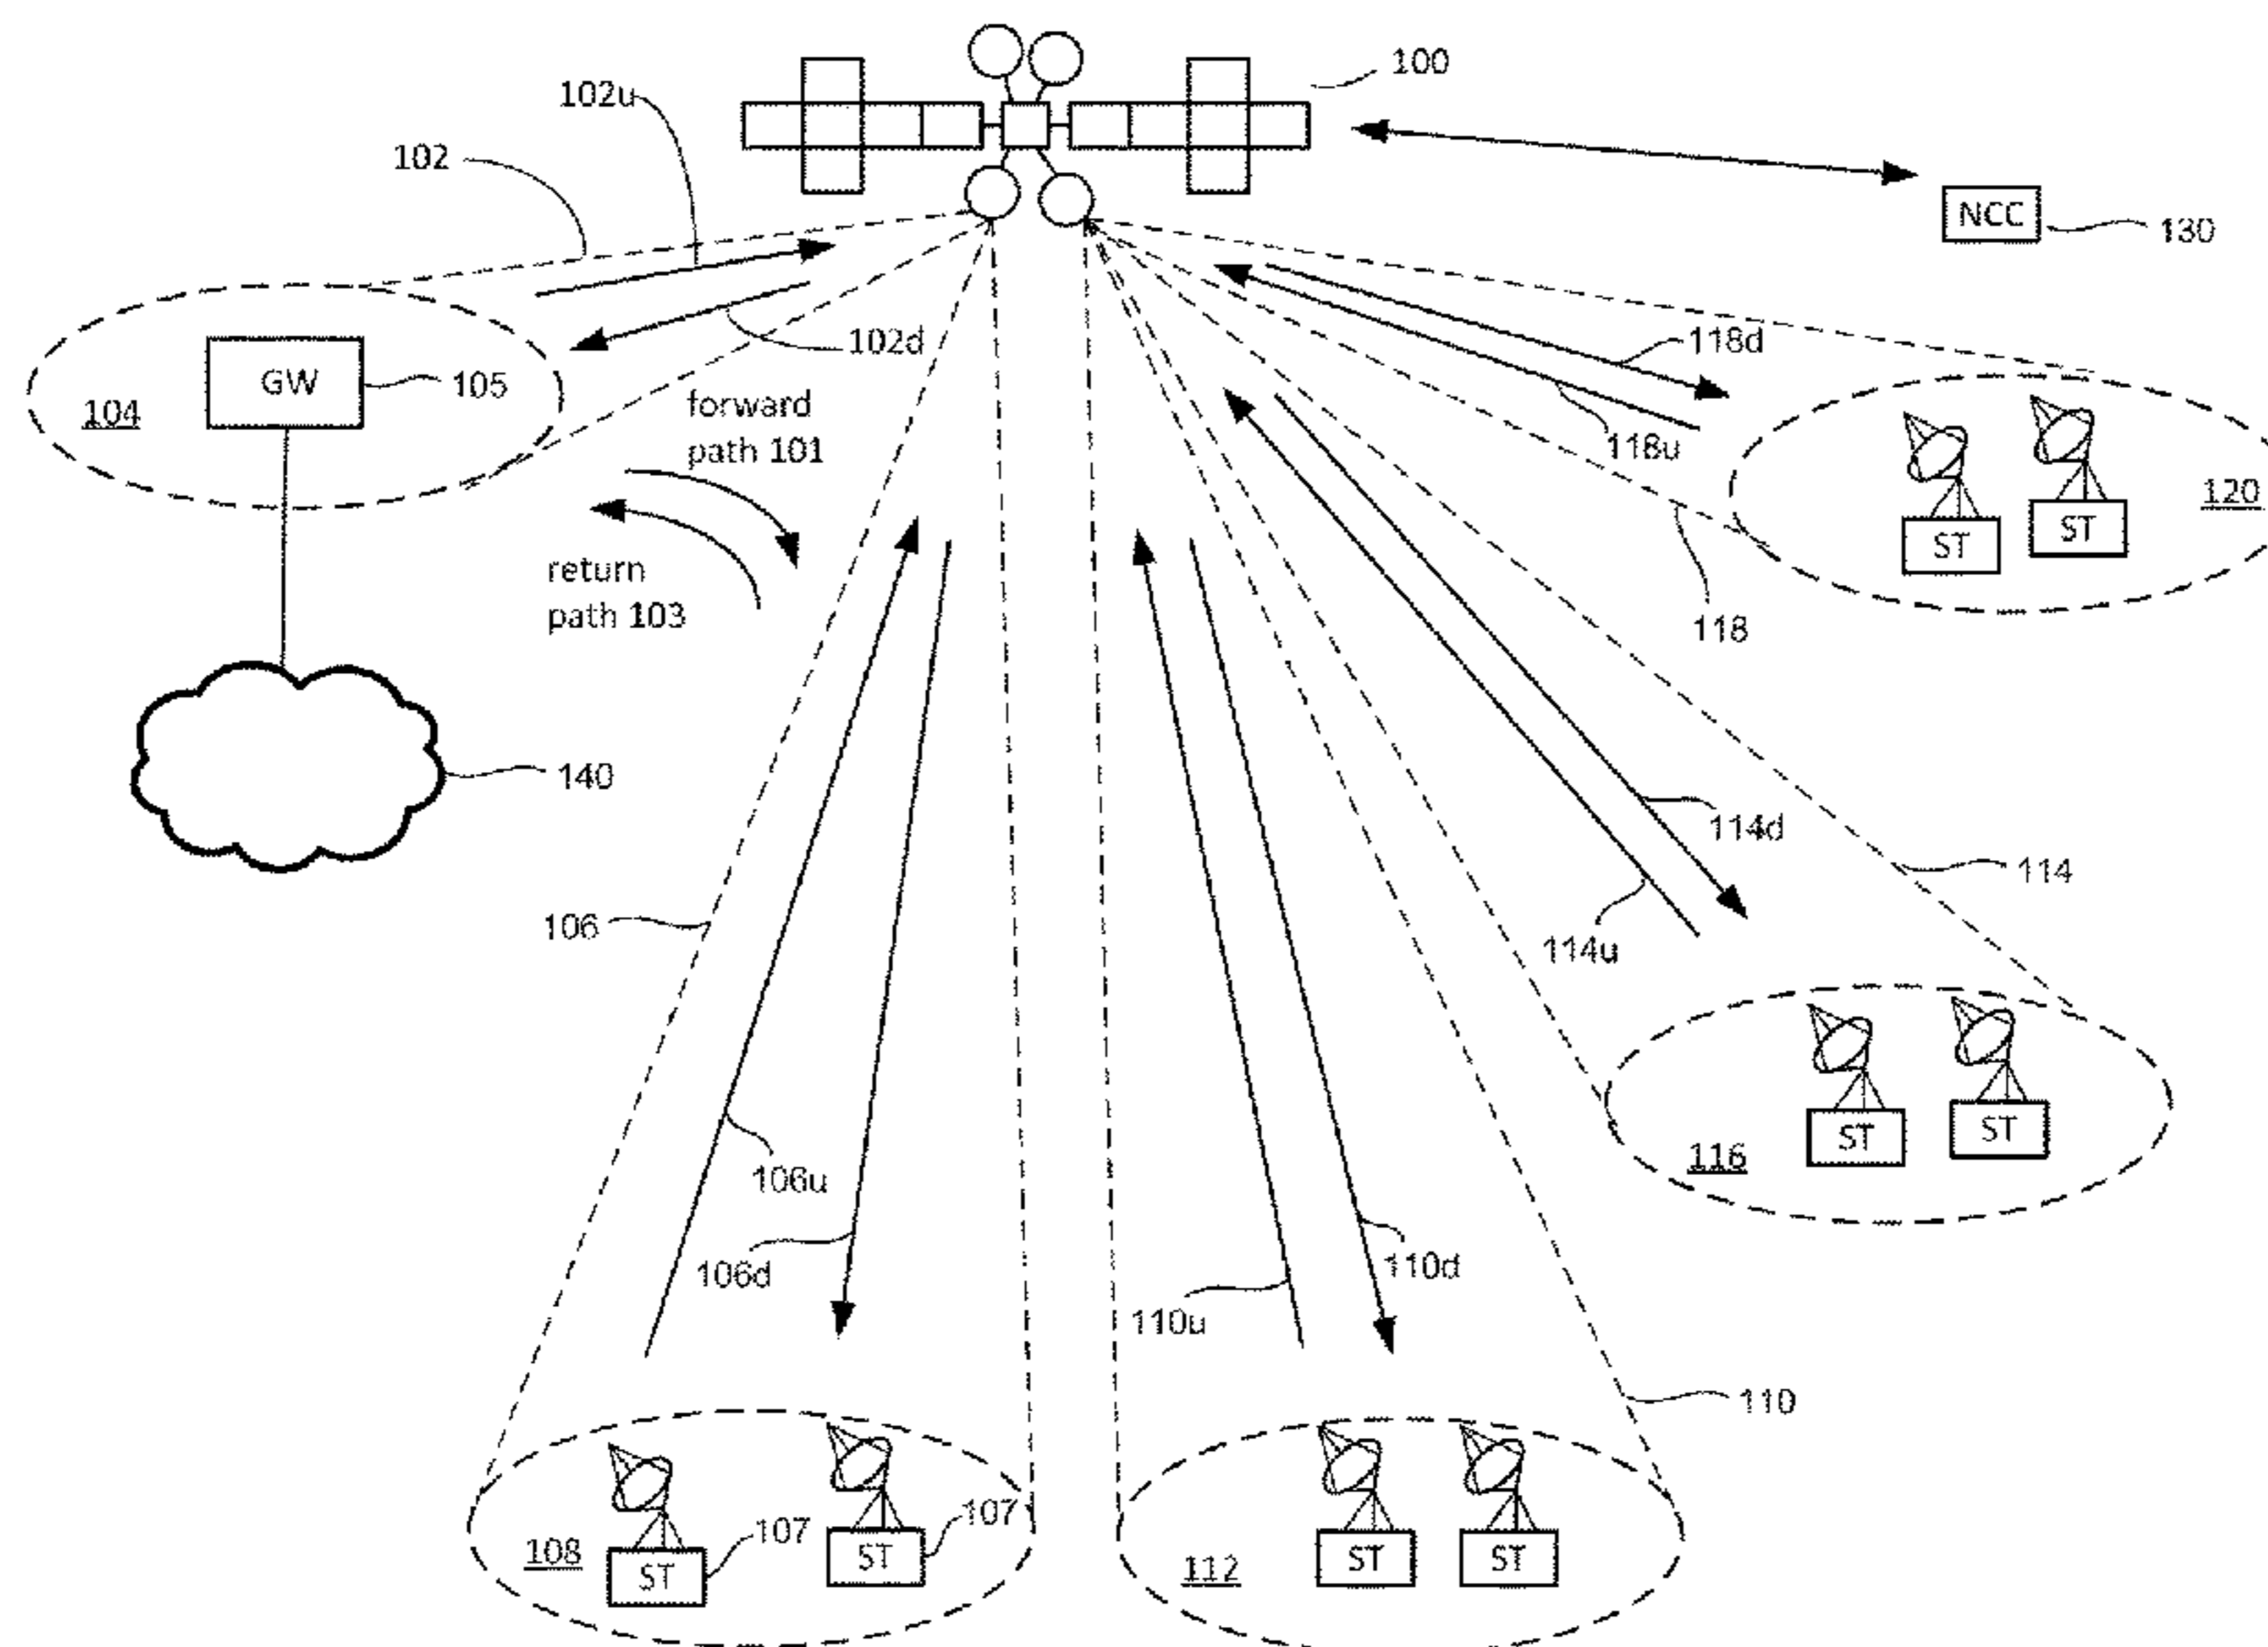 100
102u
102
NCC
130
118d
102d
GW
105
104
forward
path 101
118u
120
ST
ST
return
path 103
118
140
114d
114
106
114u
ST
ST
116
106u
106d
110d
110u
110
107
107
108
ST
ST
112
ST
ST